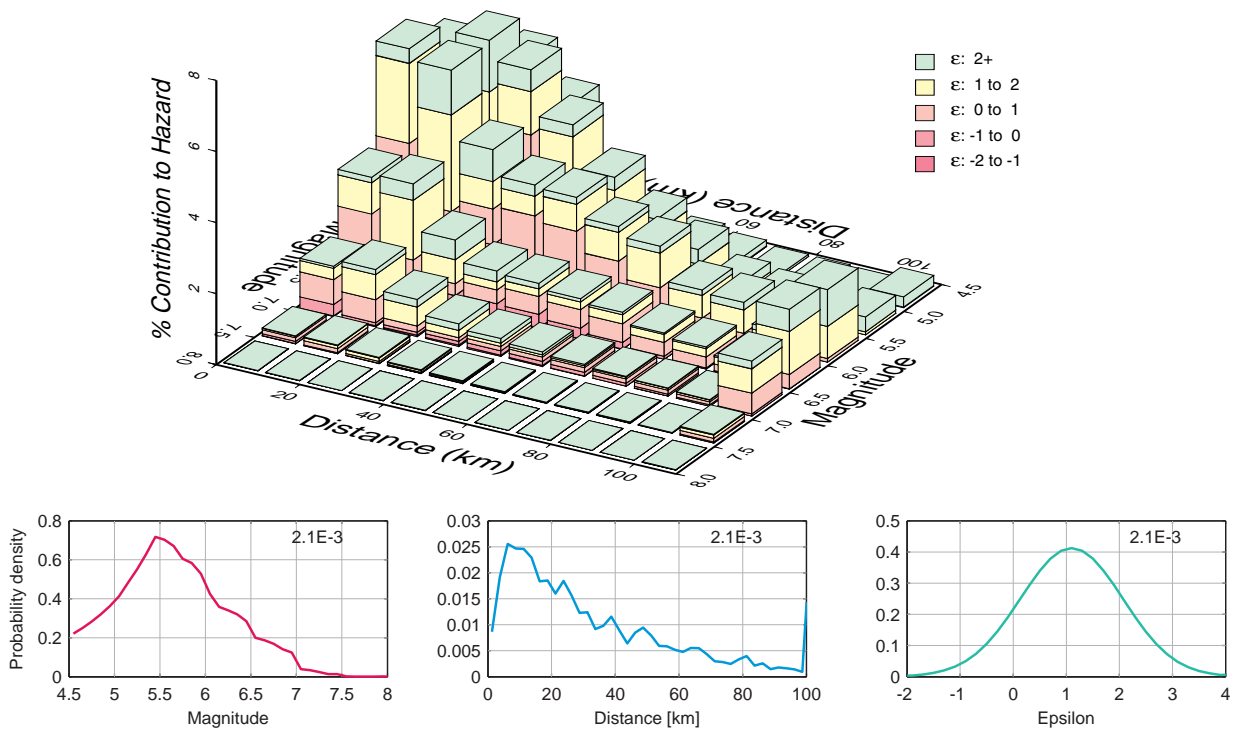 ε: 2+
ε: 1 to 2
ε: 0 to 1
ε: -1 to 0
ε: -2 to -1
% Contribution to Hazard
8
6
4
2
0
Magnitude
7.0
7.5
8.0
Distance (km)
60
80
100
20
40
60
80
100
Distance (km)
4.5
5.0
5.5
6.0
6.5
7.0
7.5
8.0
Magnitude
Probability density
0.8
0.6
0.4
0.2
0
2.1E-3
4.5 5 5.5 6 6.5 7 7.5 8
Magnitude
0.03
0.025
0.02
0.015
0.01
0.005
0
2.1E-3
0 20 40 60 80 100
Distance [km]
0.5
0.4
0.3
0.2
0.1
0
2.1E-3
-2 -1 0 1 2 3 4
Epsilon